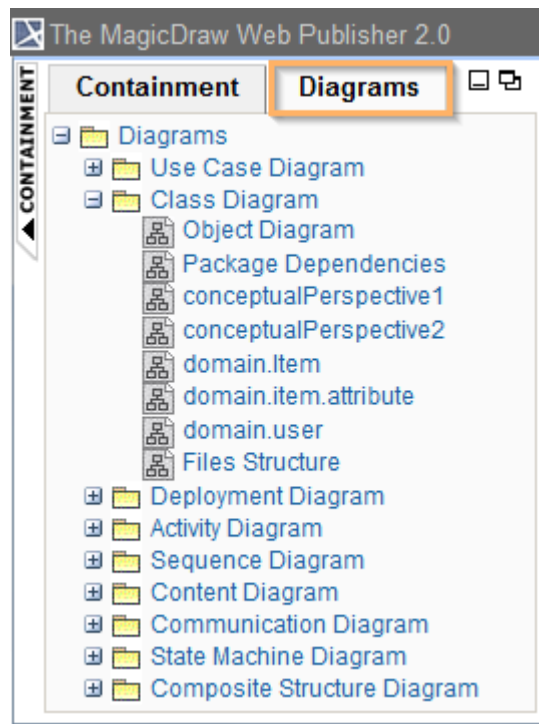 The MagicDraw Web Publisher 2.0
CONTAINMENT
Containment Diagrams
Diagrams
Use Case Diagram
Class Diagram
Object Diagram
Package Dependencies
conceptualPerspective1
conceptualPerspective2
domain.Item
domain.item.attribute
domain.user
Files Structure
Deployment Diagram
Activity Diagram
Sequence Diagram
Content Diagram
Communication Diagram
State Machine Diagram
Composite Structure Diagram